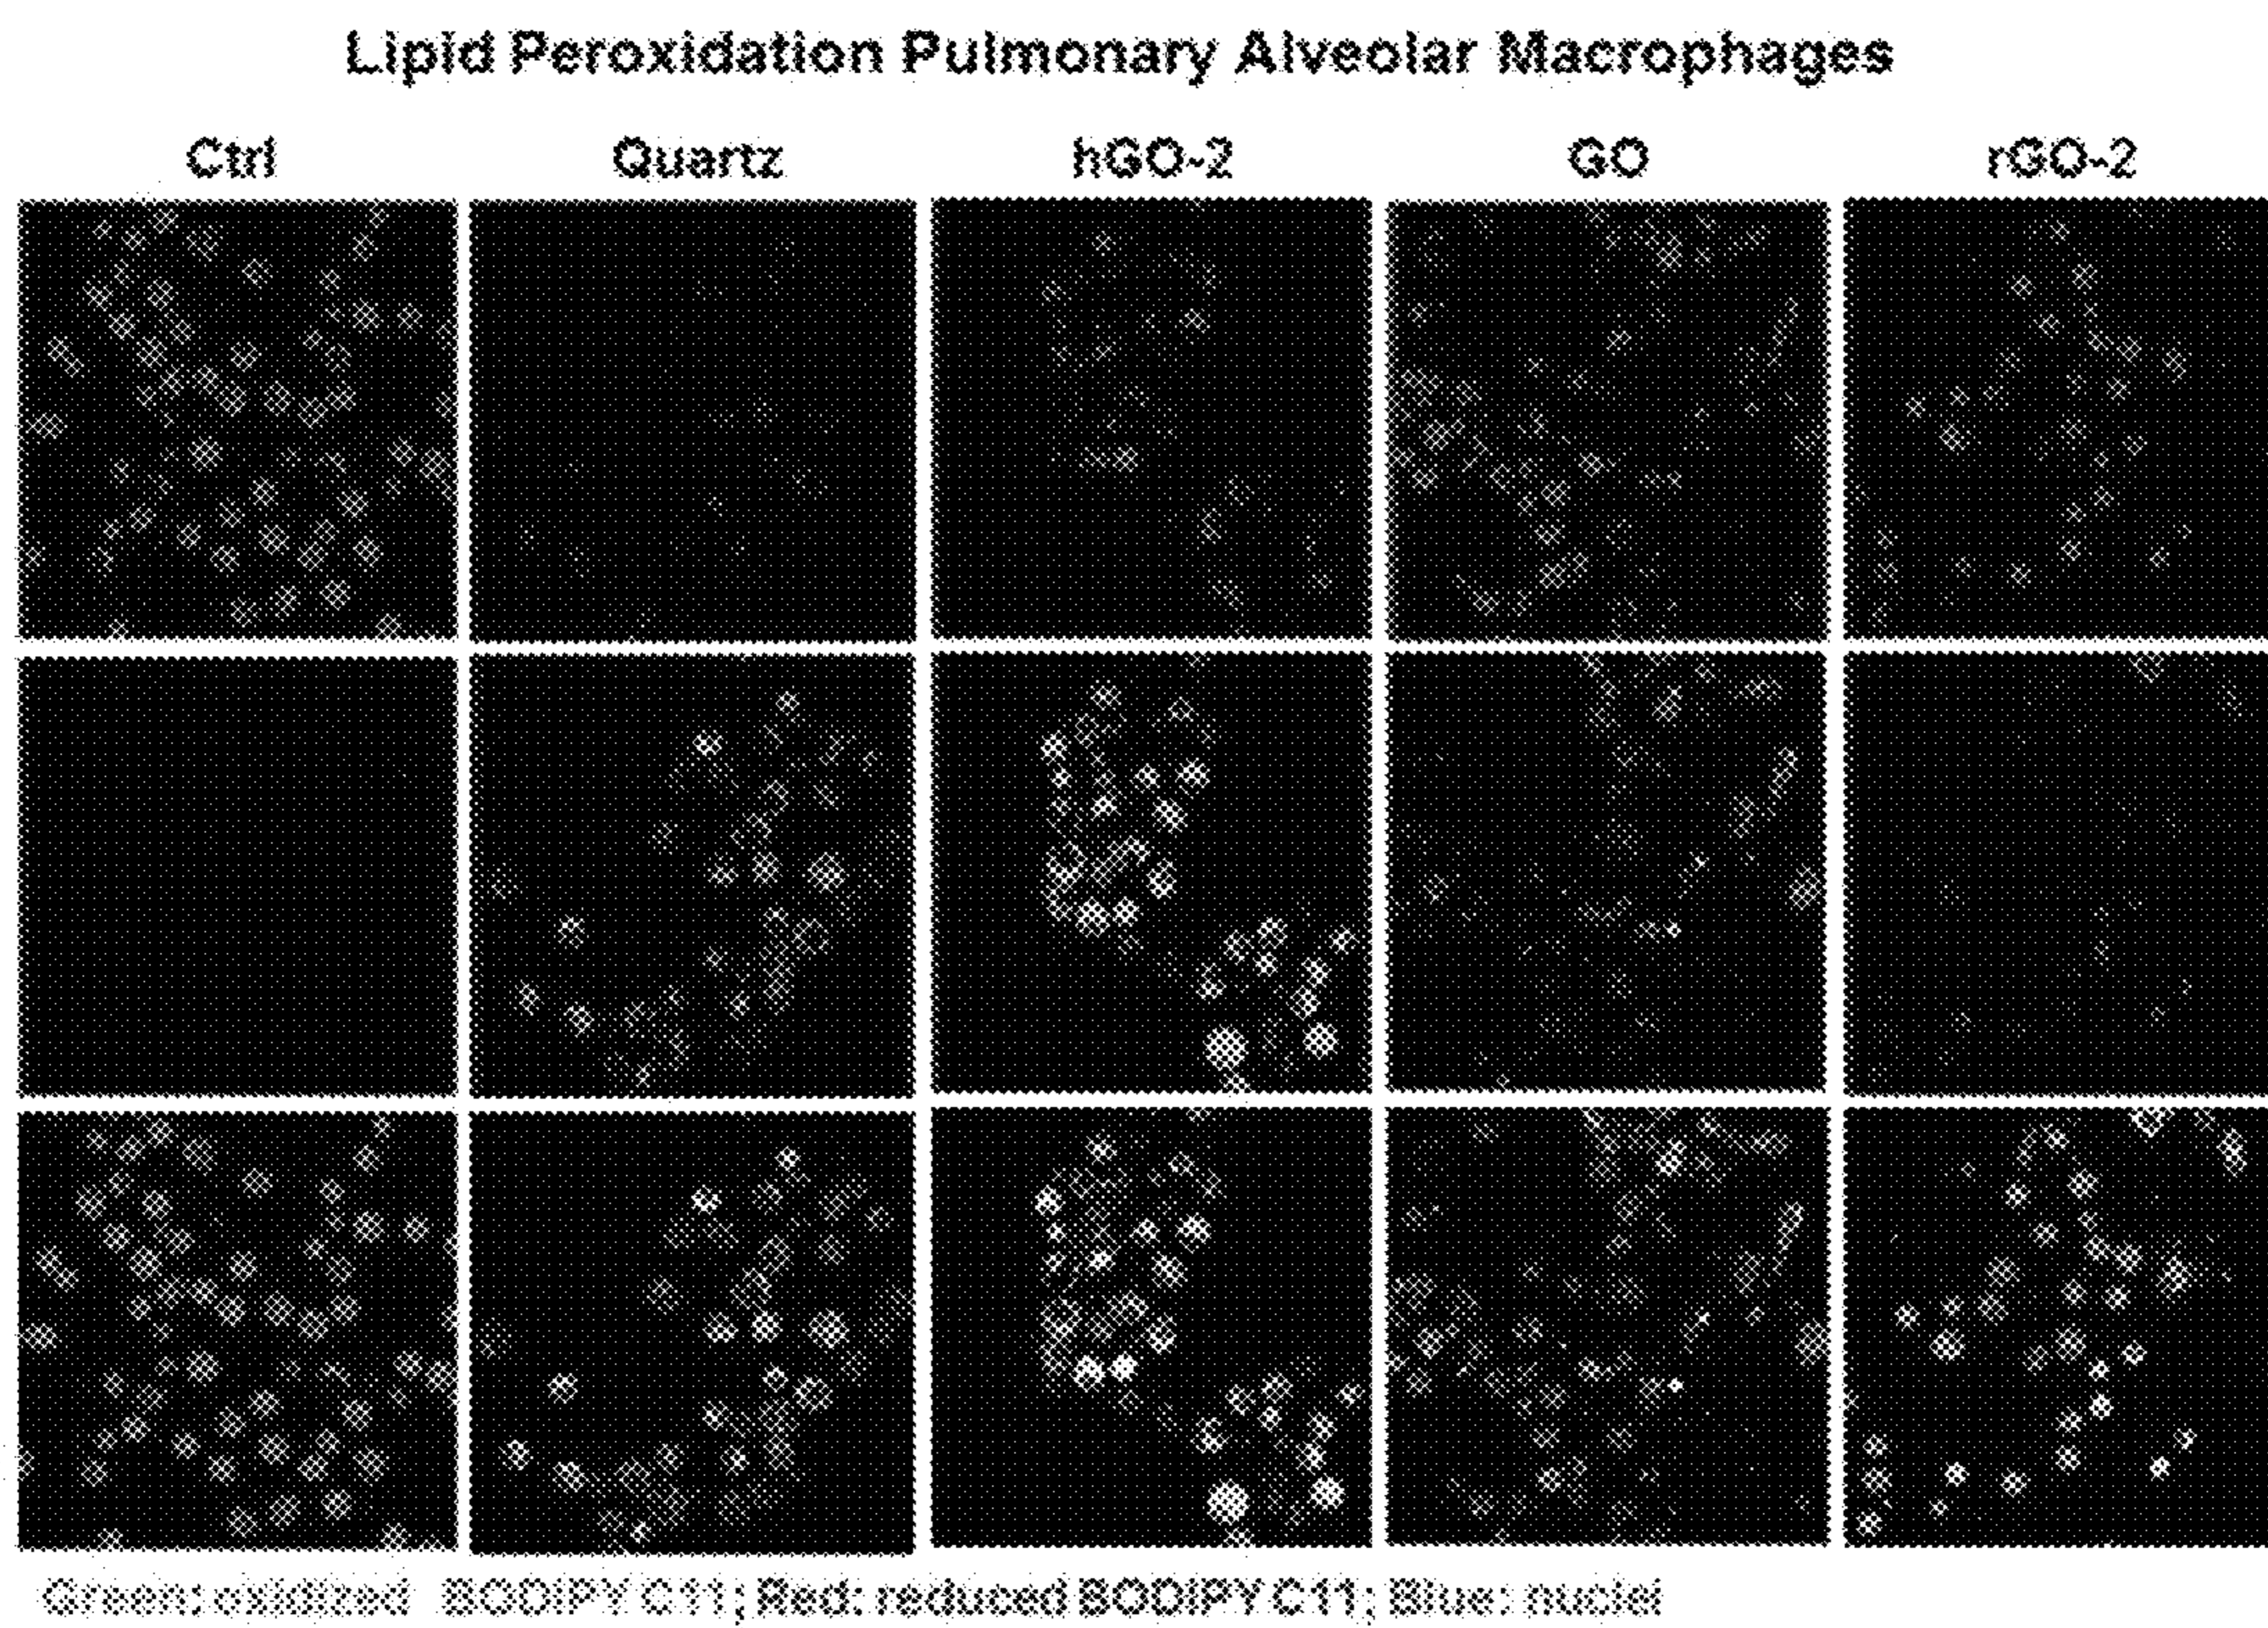 Lipid Peroxidation Pulmonary Alveolar Macrophages
Ctrl Quartz hGO-2 GO rGO-2
Green: oxidized BODIPY C11; Red: reduced BODIPY C11; Blue: nuclei